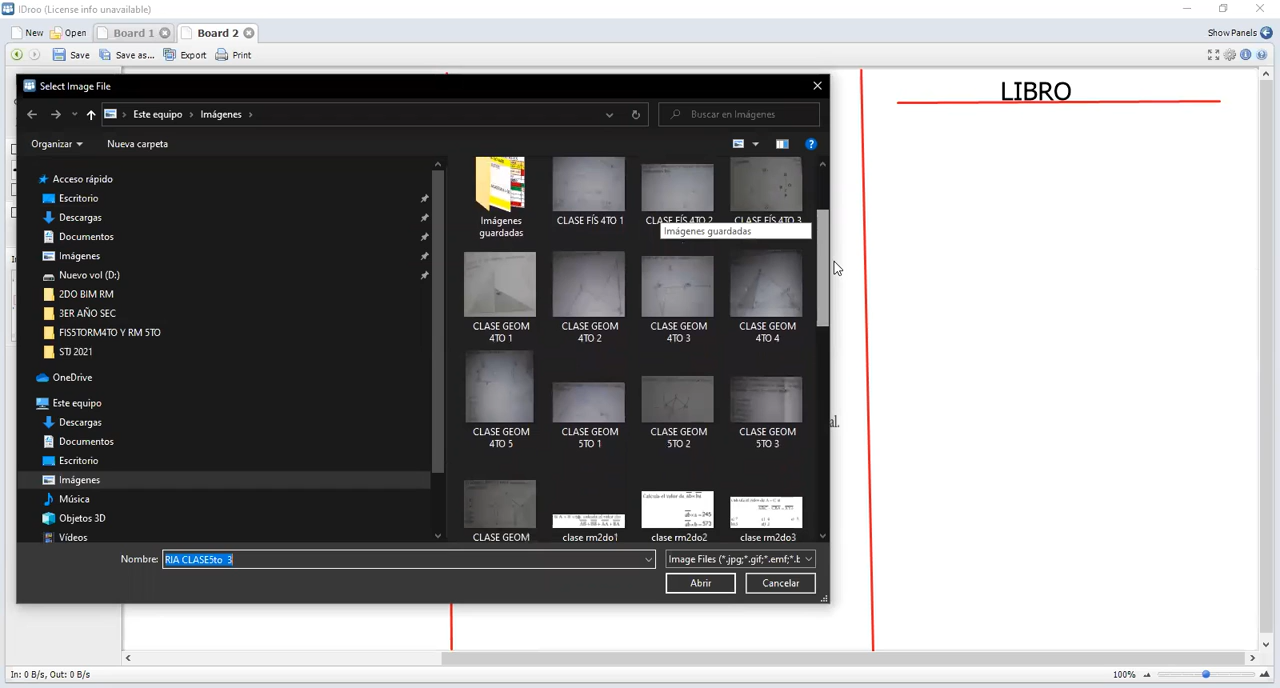 IDroo (License info unavailable)
New Open Board 1 Board 2 Show Panels
Save Save as... Export Print
Select Image File
LIBRO
Este equipo Imágenes Buscar en Imágenes
Organizar Nueva carpeta
Acceso rápido
Escritorio
Descargas
Documentos
Imágenes
Nuevo vol (D:)
2DO BIM RM
3ER AÑO SEC
FIS5TORM4TO Y RM 5TO
STJ 2021
OneDrive
Este equipo
Descargas
Documentos
Escritorio
Imágenes
Música
Objetos 3D
Vídeos
Imágenes guardadas
CLASE FÍS 4TO 1
CLASE FÍS 4TO 2
CLASE FÍS 4TO 3
Imágenes guardadas
CLASE GEOM 4TO 1
CLASE GEOM 4TO 2
CLASE GEOM 4TO 3
CLASE GEOM 4TO 4
CLASE GEOM 4TO 5
CLASE GEOM 5TO 1
CLASE GEOM 5TO 2
CLASE GEOM 5TO 3
al.
CLASE GEOM
clase rm2do1
clase rm2do2
clase rm2do3
Nombre: RIA CLASE5to 3 Image Files (*.jpg;*.gif;*.emf;*.b
Abrir Cancelar
In: 0 B/s, Out: 0 B/s 100%